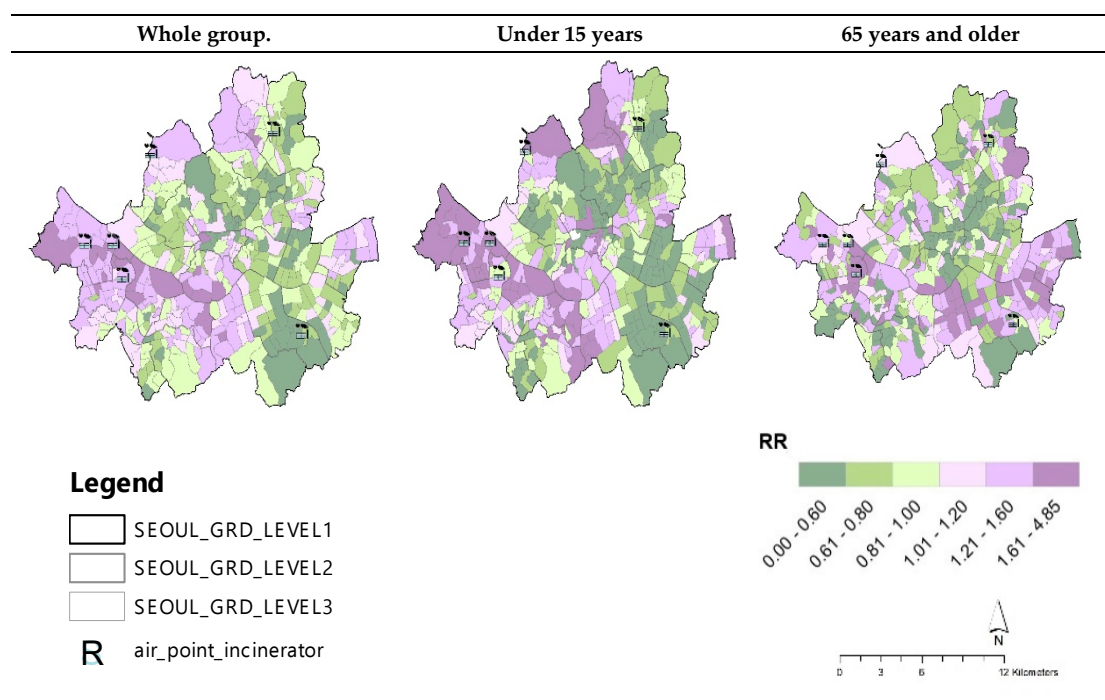 Whole group.
Under 15 years
65 years and older
RR
0.00 - 0.60
0.61 - 0.80
0.81 - 1.00
1.01 - 1.20
1.21 - 1.60
1.61 - 4.85
Legend
SEOUL_GRD_LEVEL1
SEOUL_GRD_LEVEL2
SEOUL_GRD_LEVEL3
R air_point_incinerator
N
0 3 6 12 Kilometers